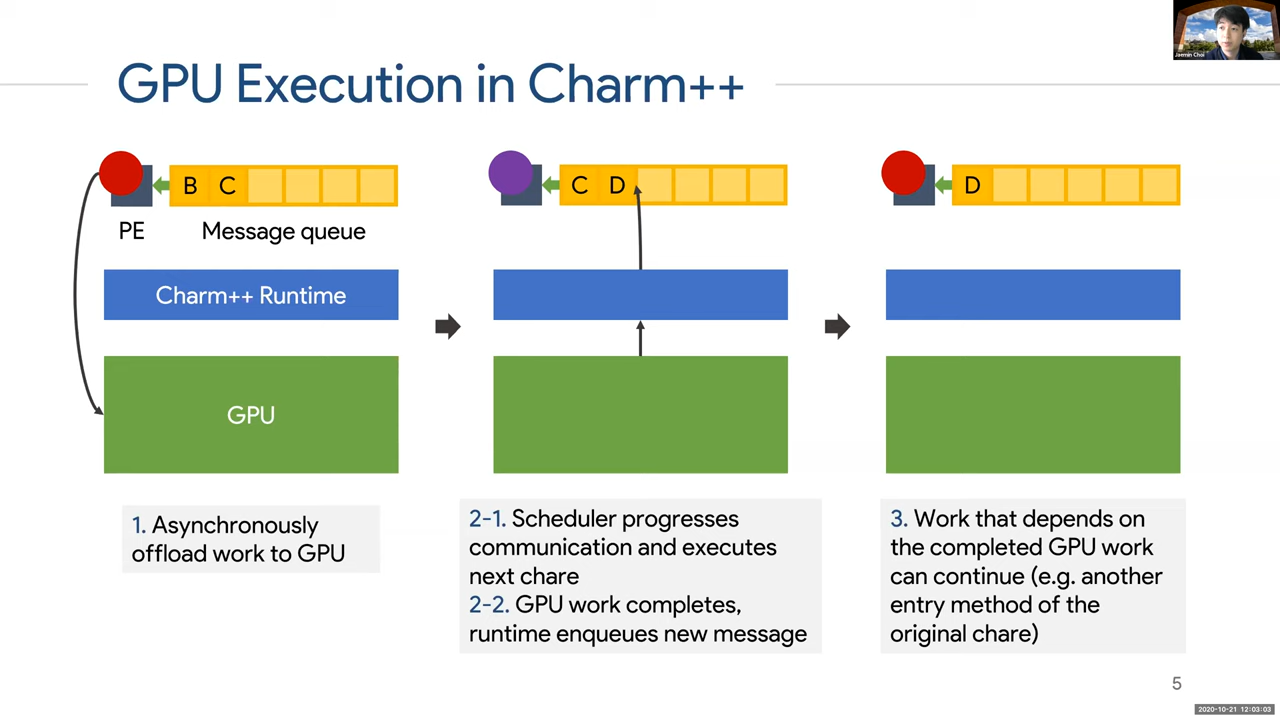 Jaemin Choi
GPU Execution in Charm++
B C
PE
Message queue
Charm++ Runtime
GPU
1. Asynchronously
offload work to GPU
C D
2-1. Scheduler progresses
communication and executes
next chare
2-2. GPU work completes,
runtime enqueues new message
D
3. Work that depends on
the completed GPU work
can continue (e.g. another
entry method of the
original chare)
5
2020-10-21 12:03:03